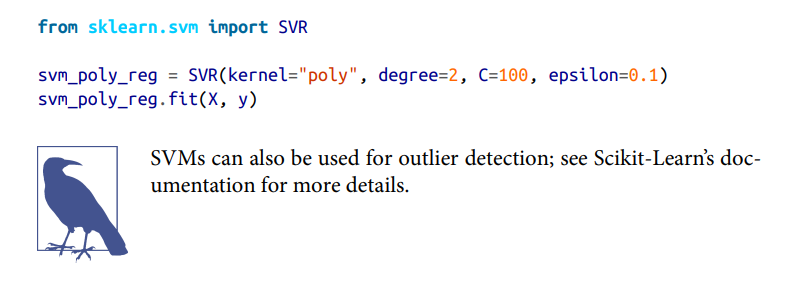 from sklearn.svm import SVR
svm_poly_reg = SVR(kernel="poly", degree=2, C=100, epsilon=0.1)
svm_poly_reg.fit(X, y)
SVMs can also be used for outlier detection; see Scikit-Learn’s doc-
umentation for more details.